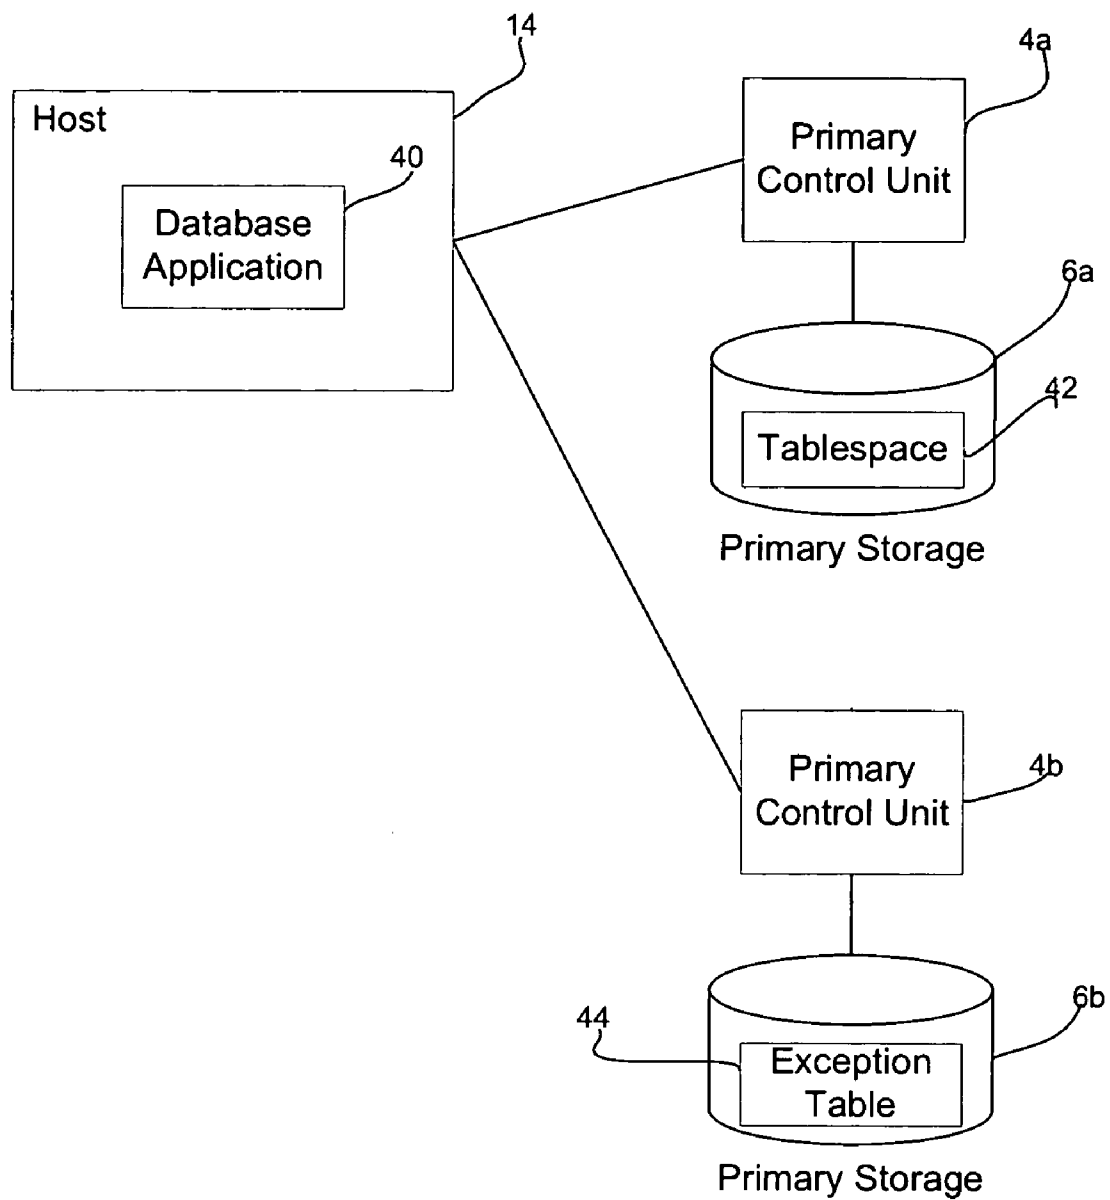 14
Host
40
Database
Application
4a
Primary
Control Unit
6a
42
Tablespace
Primary Storage
Primary
Control Unit
4b
44
6b
Exception
Table
Primary Storage